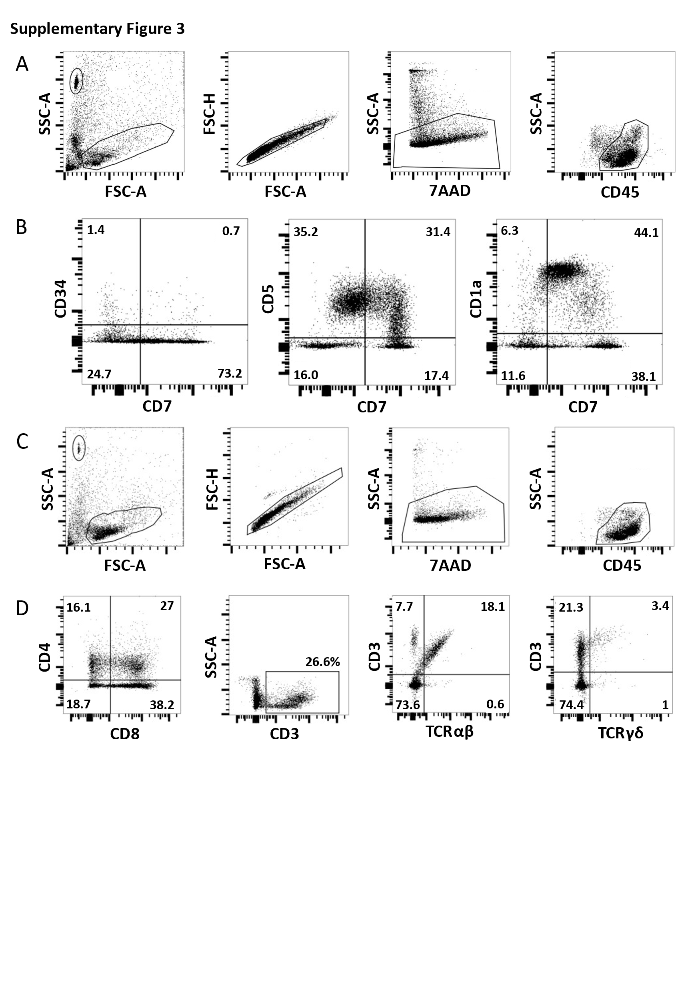 Supplementary Figure 3
A
SSC-A
FSC-A
FSC-H
FSC-A
SSC-A
7AAD
SSC-A
CD45
B
1.4
0.7
CD34
24.7
73.2
CD7
35.2
31.4
CD5
16.0
17.4
CD7
6.3
44.1
CD1a
11.6
38.1
CD7
C
SSC-A
FSC-A
FSC-H
FSC-A
SSC-A
7AAD
SSC-A
CD45
D
16.1
27
CD4
18.7
38.2
CD8
SSC-A
26.6%
CD3
7.7
18.1
CD3
73.6
0.6
TCRαβ
21.3
3.4
CD3
74.4
1
TCRγδ